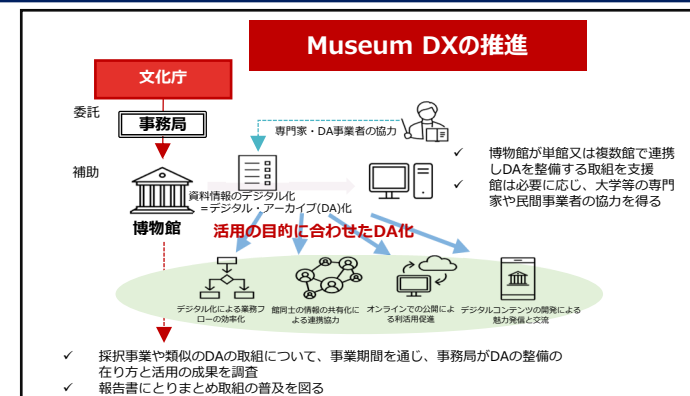 Museum DXの推進
文化庁
委託
事務局
専門家・DA事業者の協力
補助
博物館
資料情報のデジタル化
=デジタル・アーカイブ(DA)化
✓ 博物館が単館又は複数館で連携
しDAを整備する取組を支援
✓ 館は必要に応じ、大学等の専門
家や民間事業者の協力を得る
活用の目的に合わせたDA化
デジタル化による業務フ
ローの効率化
館同士の情報の共有化に
よる連携協力
オンラインでの公開によ
る利活用促進
デジタルコンテンツの開発による
魅力発信と交流
✓ 採択事業や類似のDAの取組について、事業期間を通じ、事務局がDAの整備の
在り方と活用の成果を調査
✓ 報告書にとりまとめ取組の普及を図る